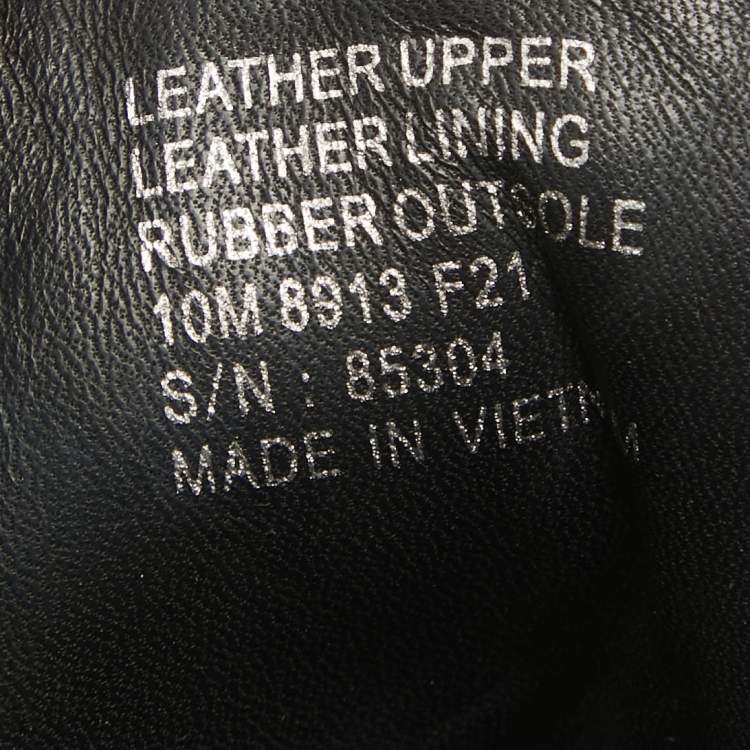 LEATHER UPPER
LEATHER LINING
RUBBER OUTSOLE
10M 8913 F21
S/N : 85304
MADE IN VIETNAM